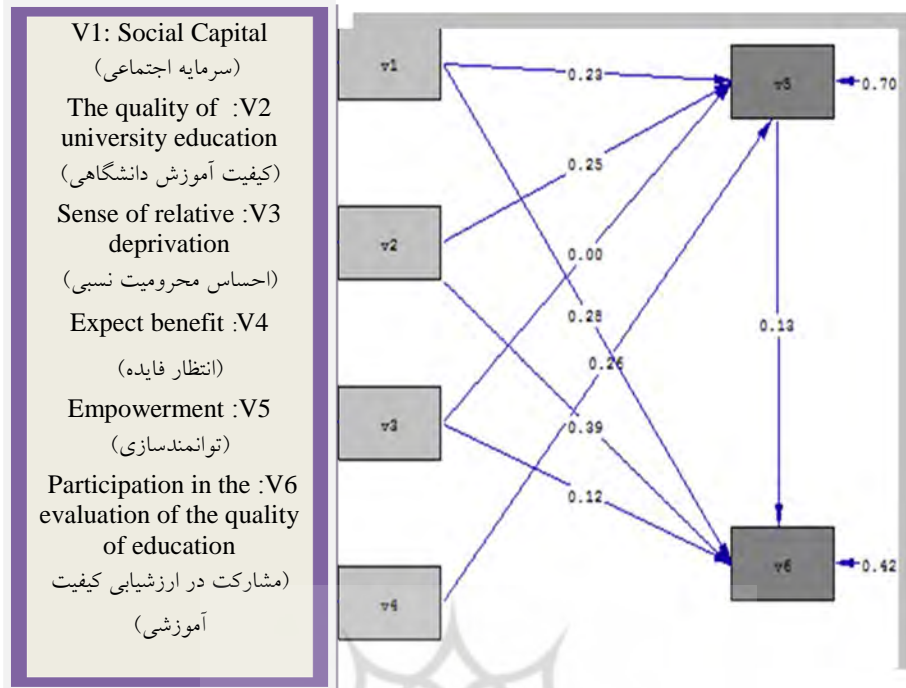 V1: Social Capital
(سرمایه اجتماعی)
The quality of :V2
university education
(کیفیت آموزش دانشگاهی)
Sense of relative :V3
deprivation
(احساس محرومیت نسبی)
Expect benefit :V4
(انتظار فایده)
Empowerment :V5
(توانمندسازی)
Participation in the :V6
evaluation of the quality
of education
(مشارکت در ارزشیابی کیفیت
آموزشی)
v1
v2
v3
v4
0.23
0.25
0.00
0.28
0.26
0.39
0.12
v5
0.70
0.13
v6
0.42